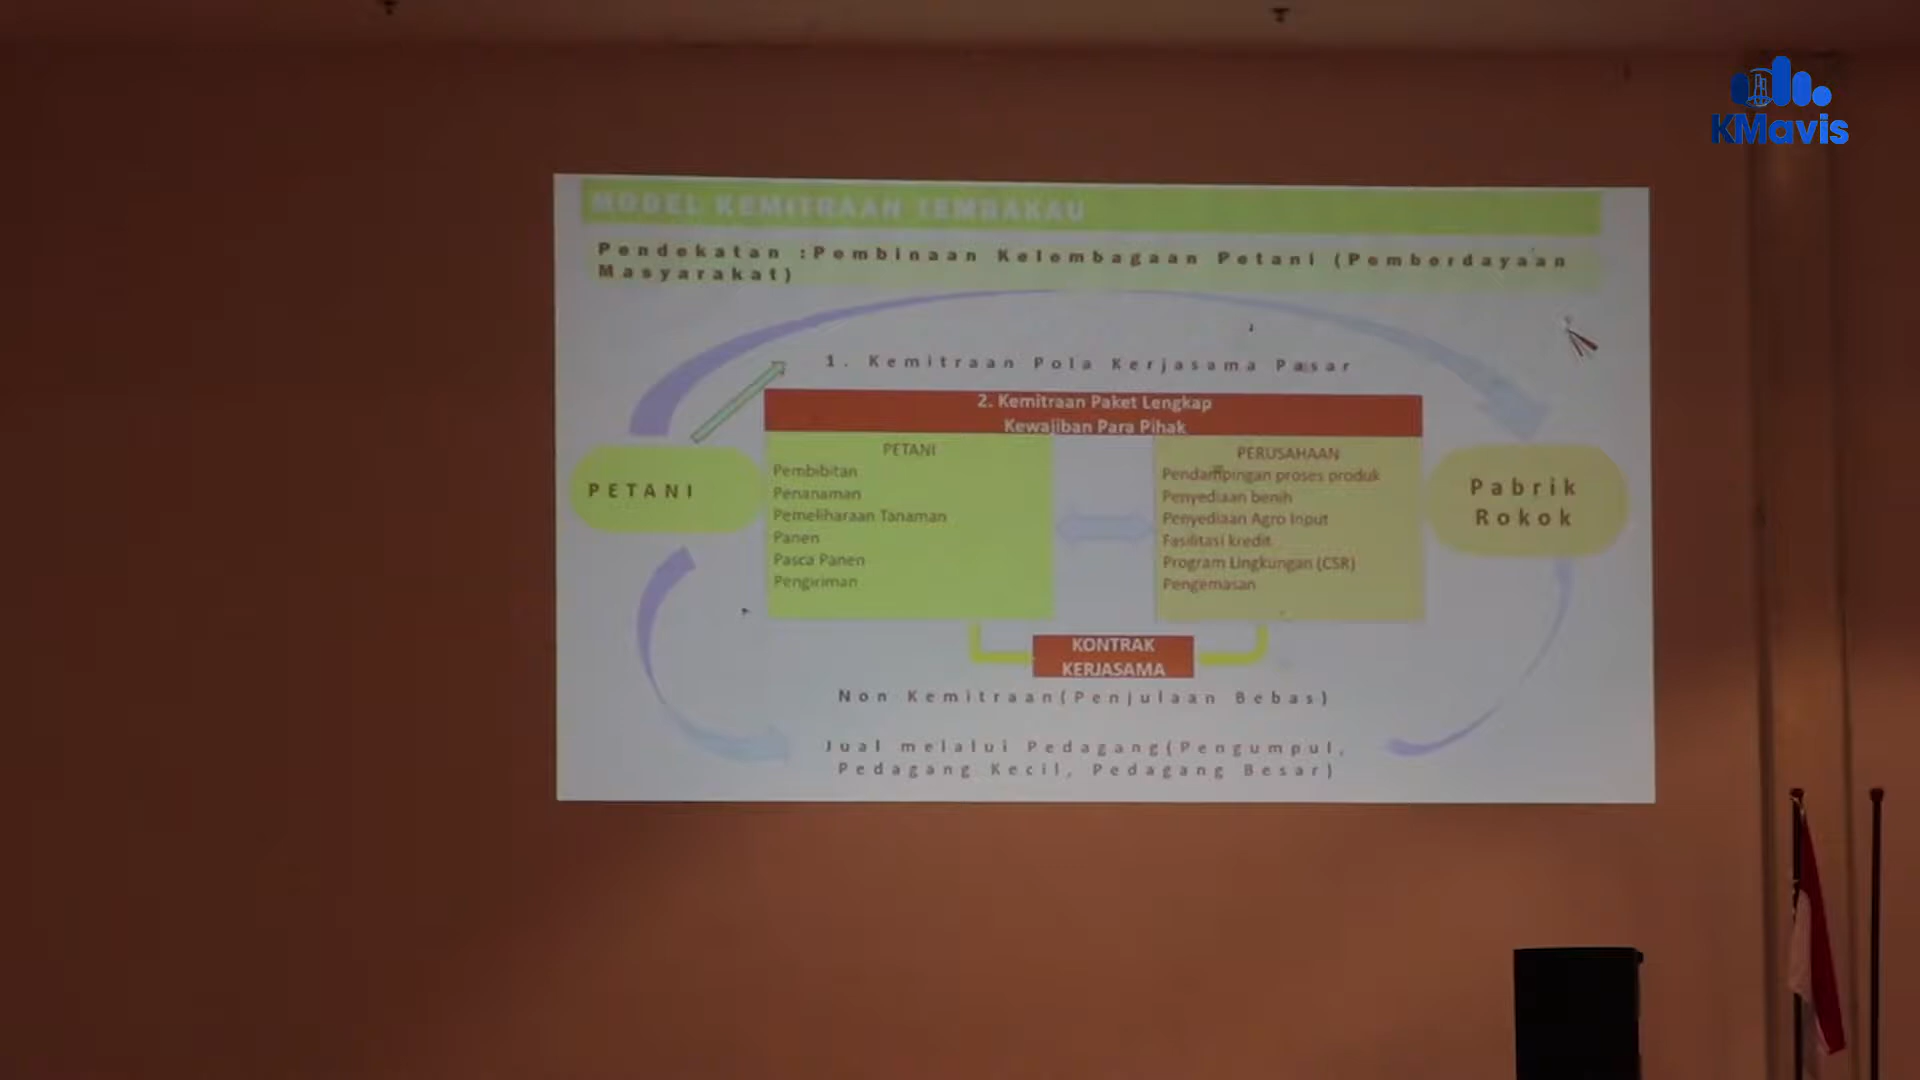 KMavis
MODEL KEMITRAAN TEMBAKAU
Pendekatan :Pembinaan Kelembagaan Petani (Pemberdayaan
Masyarakat)
1. Kemitraan Pola Kerjasama Pasar
2. Kemitraan Paket Lengkap
Kewajiban Para Pihak
PETANI
PETANI
Pembibitan
Penanaman
Pemeliharaan Tanaman
Panen
Pasca Panen
Pengiriman
PERUSAHAAN
Pendampingan proses produk
Penyediaan benih
Penyediaan Agro Input
Fasilitasi kredit
Program Lingkungan (CSR)
Pengemasan
Pabrik
Rokok
KONTRAK
KERJASAMA
Non Kemitraan(Penjulaan Bebas)
Jual melalui Pedagang(Pengumpul,
Pedagang Kecil, Pedagang Besar)